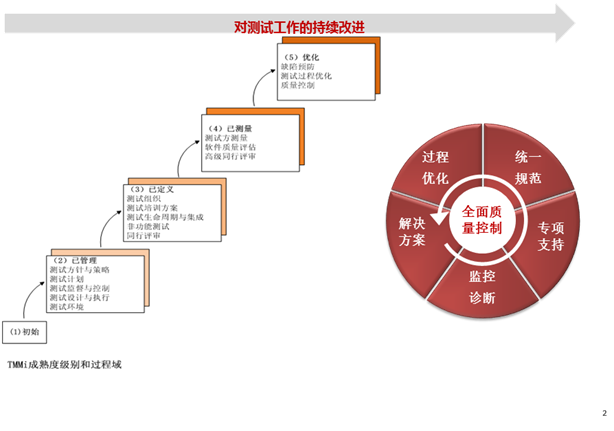 对测试工作的持续改进
（5）优化
缺陷预防
测试过程优化
质量控制
（4）已测量
测试方测量
软件质量评估
高级同行评审
（3）已定义
测试组织
测试培训方案
测试生命周期与集成
非功能测试
同行评审
（2）已管理
测试方针与策略
测试计划
测试监督与控制
测试设计与执行
测试环境
（1）初始
TMMi成熟度级别和过程域
过程
优化
统一
规范
全面质
量控制
解决
方案
专项
支持
监控
诊断
2